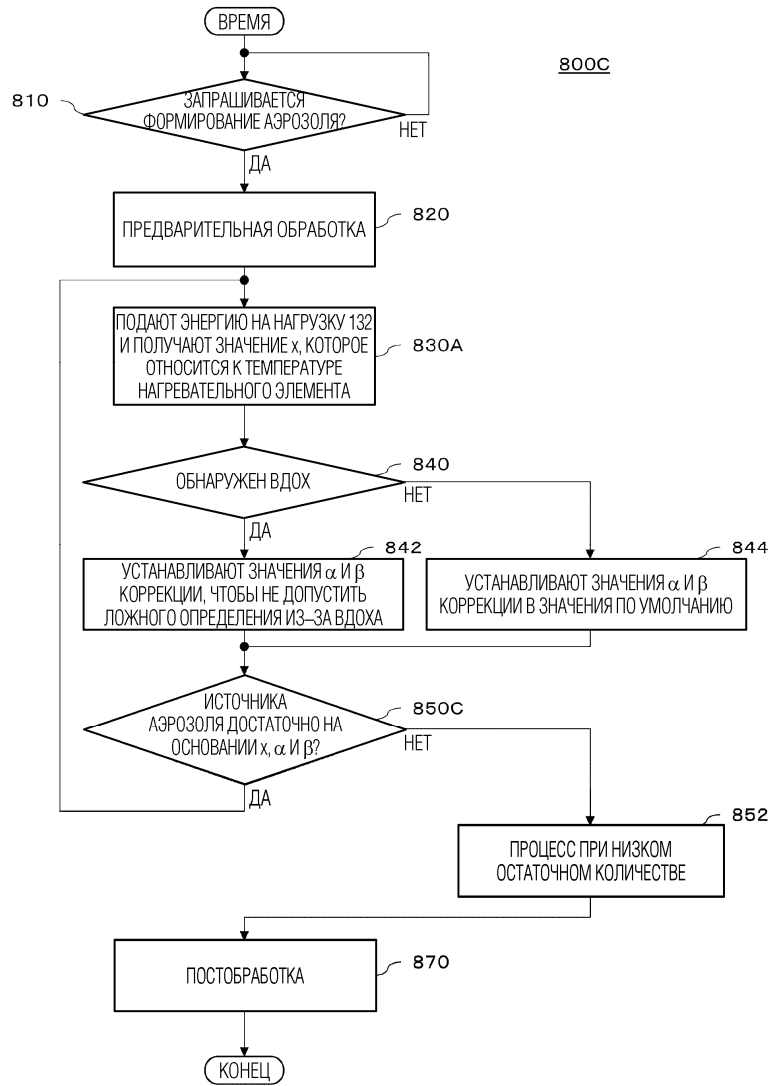 ВРЕМЯ
800C
810
ЗАПРАШИВАЕТСЯ
ФОРМИРОВАНИЕ АЭРОЗОЛЯ?
НЕТ
ДА
820
ПРЕДВАРИТЕЛЬНАЯ ОБРАБОТКА
ПОДАЮТ ЭНЕРГИЮ НА НАГРУЗКУ 132
И ПОЛУЧАЮТ ЗНАЧЕНИЕ x, КОТОРОЕ
ОТНОСИТСЯ К ТЕМПЕРАТУРЕ
НАГРЕВАТЕЛЬНОГО ЭЛЕМЕНТА
830A
840
ОБНАРУЖЕН ВДОХ
НЕТ
ДА
842
УСТАНАВЛИВАЮТ ЗНАЧЕНИЯ α И β
КОРРЕКЦИИ, ЧТОБЫ НЕ ДОПУСТИТЬ
ЛОЖНОГО ОПРЕДЕЛЕНИЯ ИЗ–ЗА ВДОХА
844
УСТАНАВЛИВАЮТ ЗНАЧЕНИЯ α И β
КОРРЕКЦИИ В ЗНАЧЕНИЯ ПО УМОЛЧАНИЮ
ИСТОЧНИКА
АЭРОЗОЛЯ ДОСТАТОЧНО НА
ОСНОВАНИИ x, α И β?
850C
НЕТ
ДА
852
ПРОЦЕСС ПРИ НИЗКОМ
ОСТАТОЧНОМ КОЛИЧЕСТВЕ
ПОСТОБРАБОТКА
870
КОНЕЦ